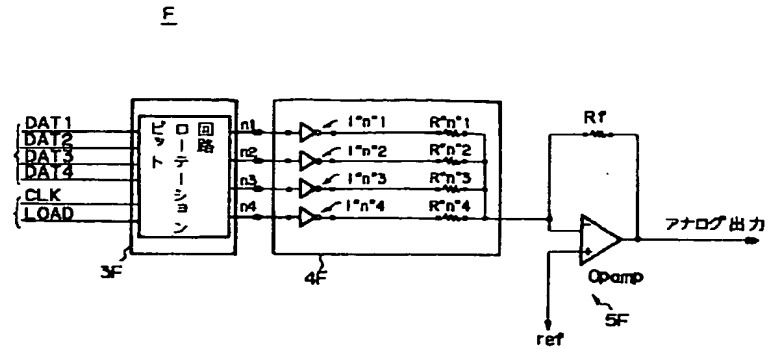 F
DAT1
DAT2
DAT3
DAT4
CLK
LOAD
ビット
ローテーション
回路
3F
n1
n2
n3
n4
I"n"1
I"n"2
I"n"3
I"n"4
R"n"1
R"n"2
R"n"3
R"n"4
4F
Rf
-
+
Opamp
5F
ref
アナログ出力